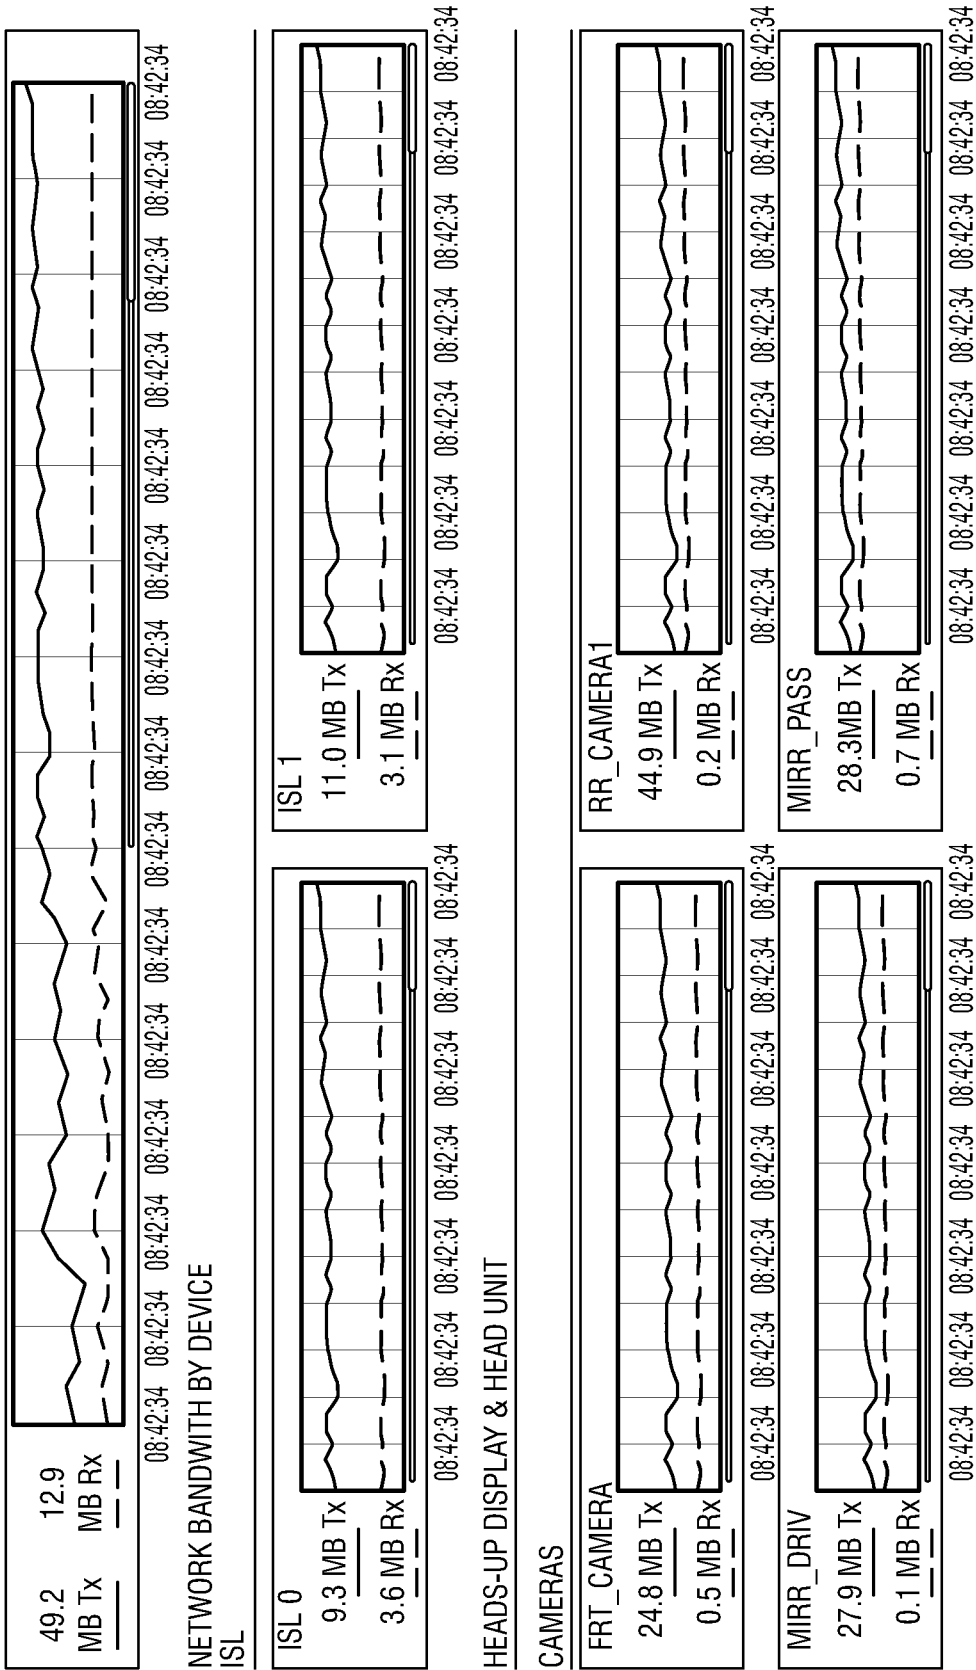 49.2 12.9
MB Tx MB Rx
08:42:34 08:42:34 08:42:34 08:42:34 08:42:34 08:42:34 08:42:34 08:42:34 08:42:34 08:42:34 08:42:34 08:42:34 08:42:34 08:42:34 08:42:34
NETWORK BANDWITH BY DEVICE
ISL
ISL 0
9.3 MB Tx
3.6 MB Rx
08:42:34 08:42:34 08:42:34 08:42:34 08:42:34 08:42:34 08:42:34
ISL 1
11.0 MB Tx
3.1 MB Rx
08:42:34 08:42:34 08:42:34 08:42:34 08:42:34 08:42:34 08:42:34
HEADS-UP DISPLAY & HEAD UNIT
CAMERAS
FRT_CAMERA
24.8 MB Tx
0.5 MB Rx
08:42:34 08:42:34 08:42:34 08:42:34 08:42:34 08:42:34 08:42:34
RR_CAMERA1
44.9 MB Tx
0.2 MB Rx
08:42:34 08:42:34 08:42:34 08:42:34 08:42:34 08:42:34 08:42:34
MIRR_DRIV
27.9 MB Tx
0.1 MB Rx
08:42:34 08:42:34 08:42:34 08:42:34 08:42:34 08:42:34 08:42:34
MIRR_PASS
28.3MB Tx
0.7 MB Rx
08:42:34 08:42:34 08:42:34 08:42:34 08:42:34 08:42:34 08:42:34